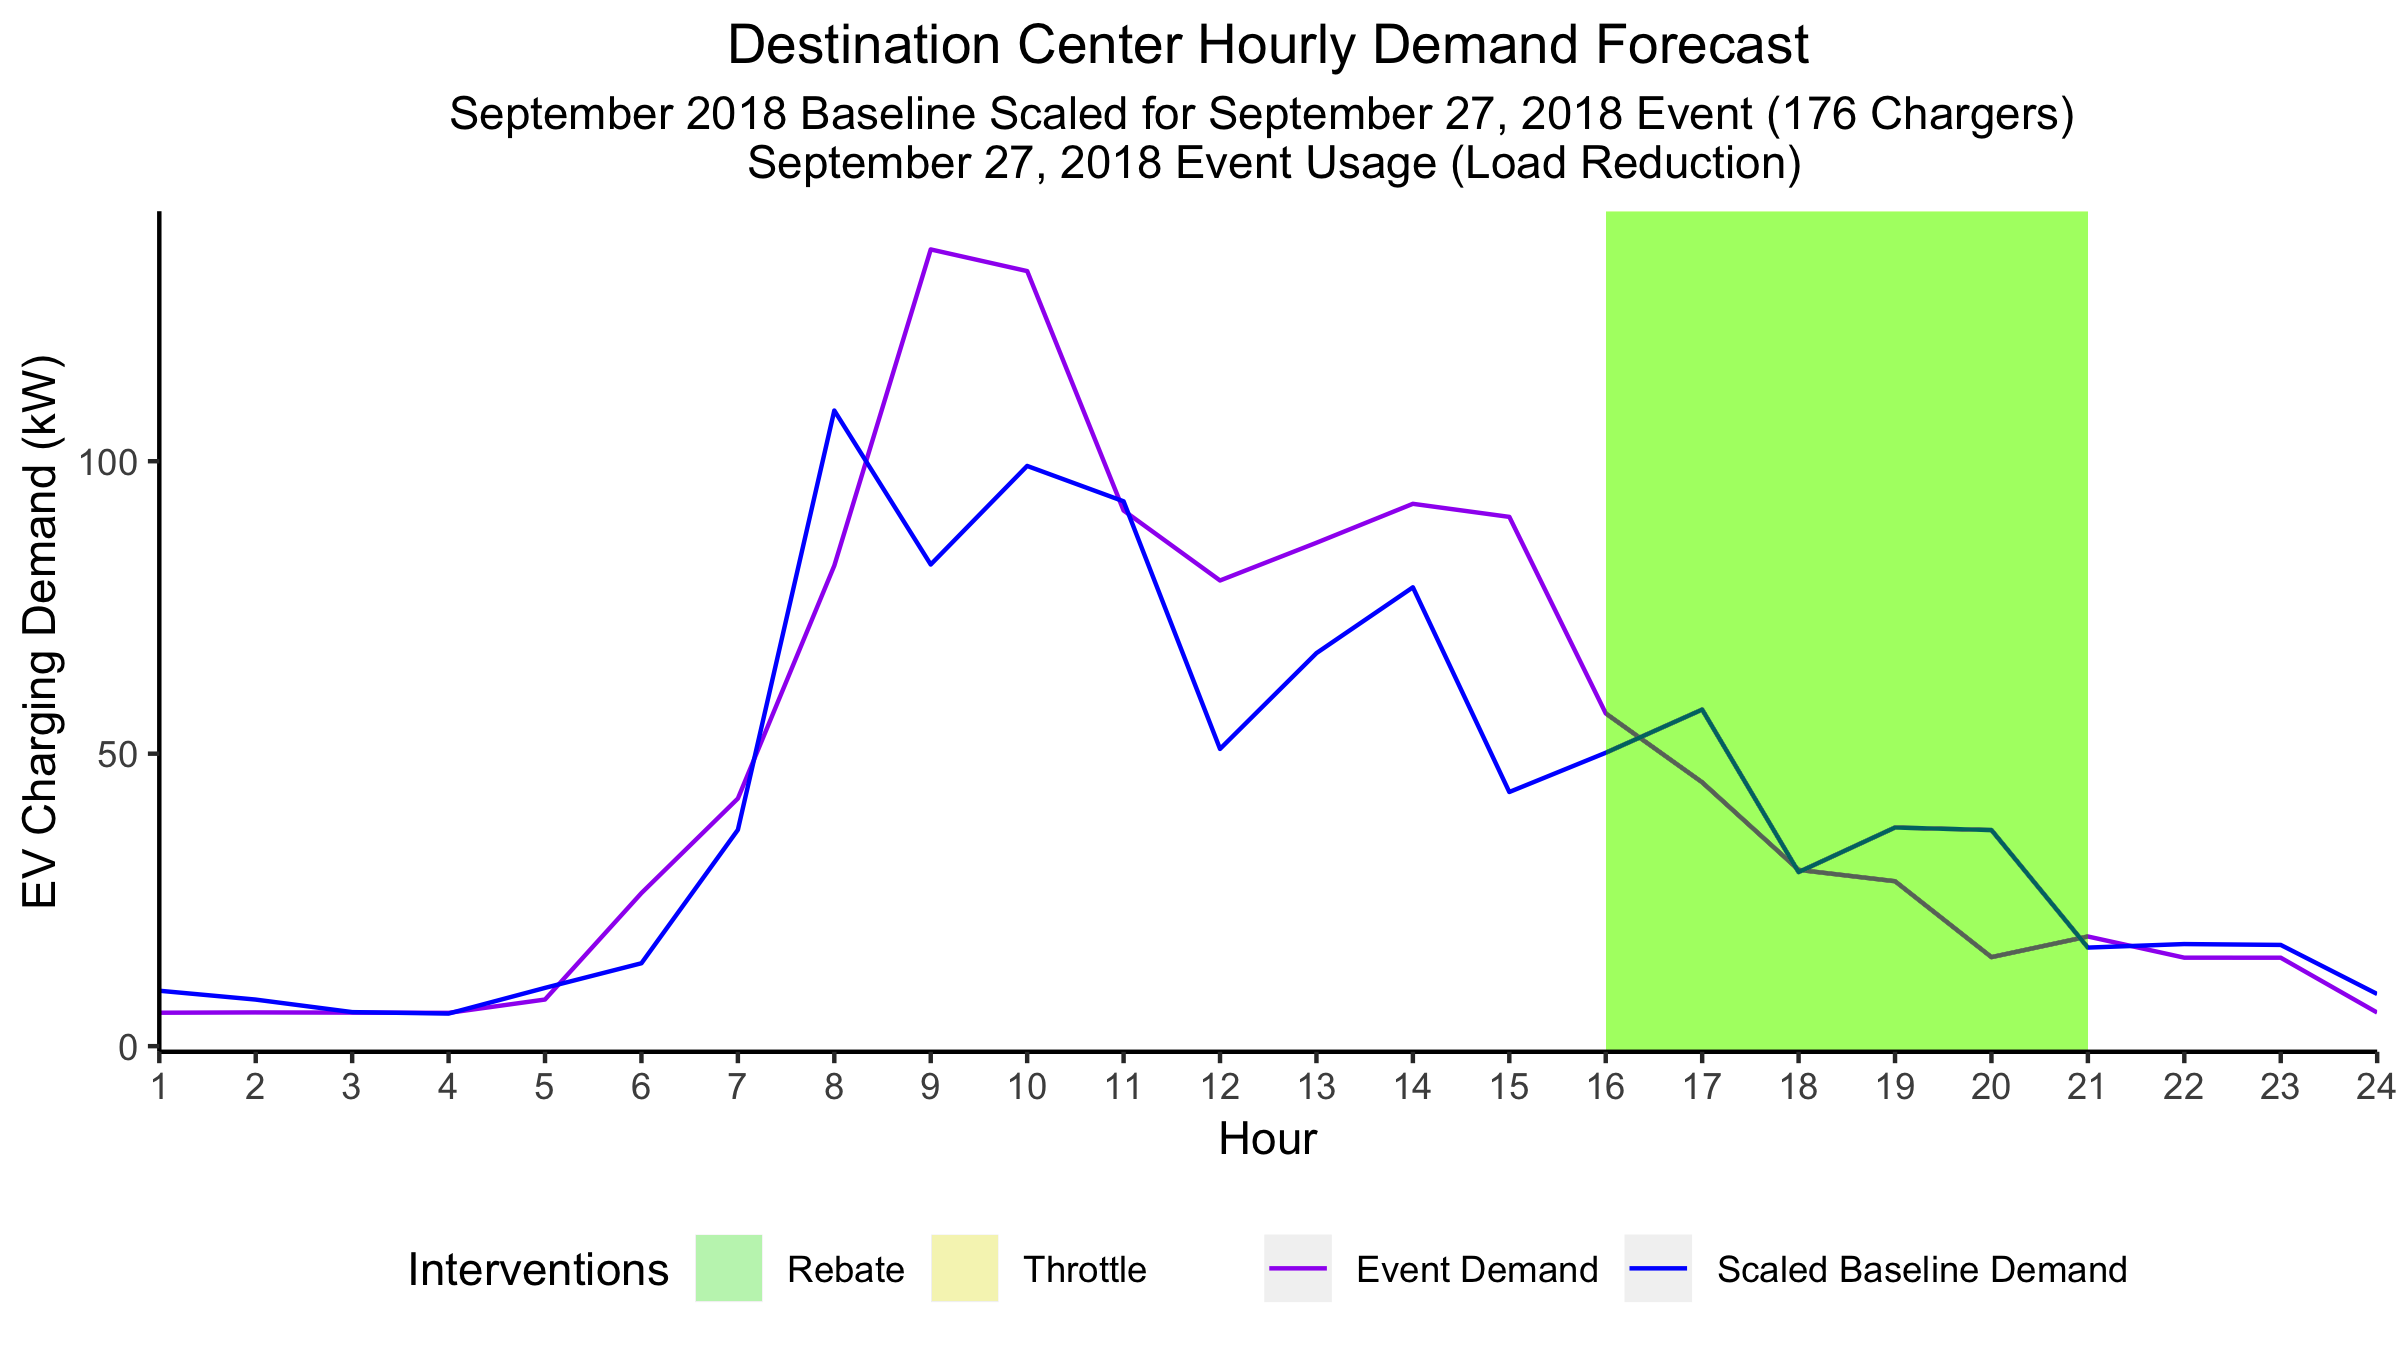 Destination Center Hourly Demand Forecast
September 2018 Baseline Scaled for September 27, 2018 Event (176 Chargers)
September 27, 2018 Event Usage (Load Reduction)
EV Charging Demand (kW)
100
50
0
1 2 3 4 5 6 7 8 9 10 11 12 13 14 15 16 17 18 19 20 21 22 23 24
Hour
Interventions Rebate Throttle Event Demand Scaled Baseline Demand